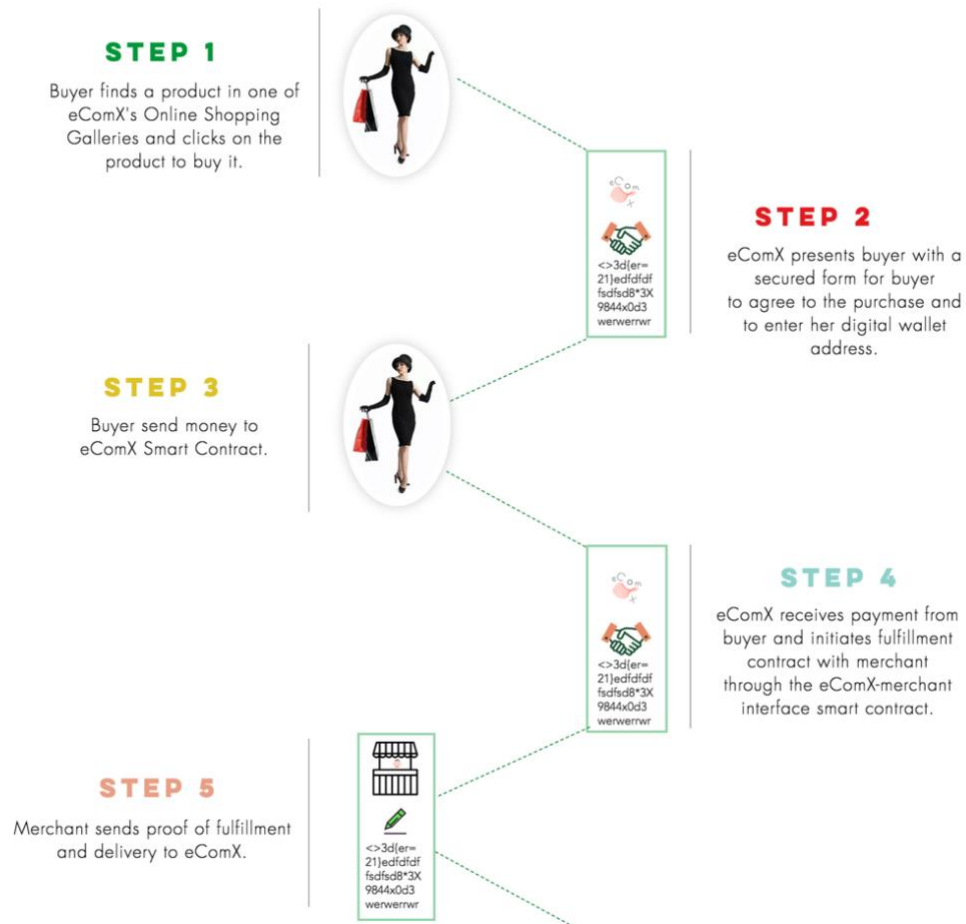 STEP 1
Buyer finds a product in one of
eComX's Online Shopping
Galleries and clicks on the
product to buy it.
eCom
X
<>3d{er=
21}edfdfdf
fsdfsd8*3X
9844x0d3
werwerrwr
STEP 2
eComX presents buyer with a
secured form for buyer
to agree to the purchase and
to enter her digital wallet
address.
STEP 3
Buyer send money to
eComX Smart Contract.
eCom
X
<>3d{er=
21}edfdfdf
fsdfsd8*3X
9844x0d3
werwerrwr
STEP 4
eComX receives payment from
buyer and initiates fulfillment
contract with merchant
through the eComX-merchant
interface smart contract.
STEP 5
Merchant sends proof of fulfillment
and delivery to eComX.
<>3d{er=
21}edfdfdf
fsdfsd8*3X
9844x0d3
werwerrwr